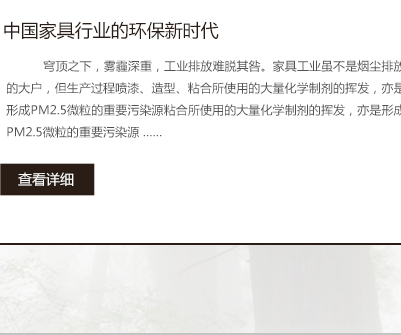 中国家具行业的环保新时代
穹顶之下，雾霾深重，工业排放难脱其咎。家具工业虽不是烟尘排放
的大户，但生产过程喷漆、造型、粘合所使用的大量化学制剂的挥发，亦是
形成PM2.5微粒的重要污染源粘合所使用的大量化学制剂的挥发，亦是形成
PM2.5微粒的重要污染源 ......
查看详细